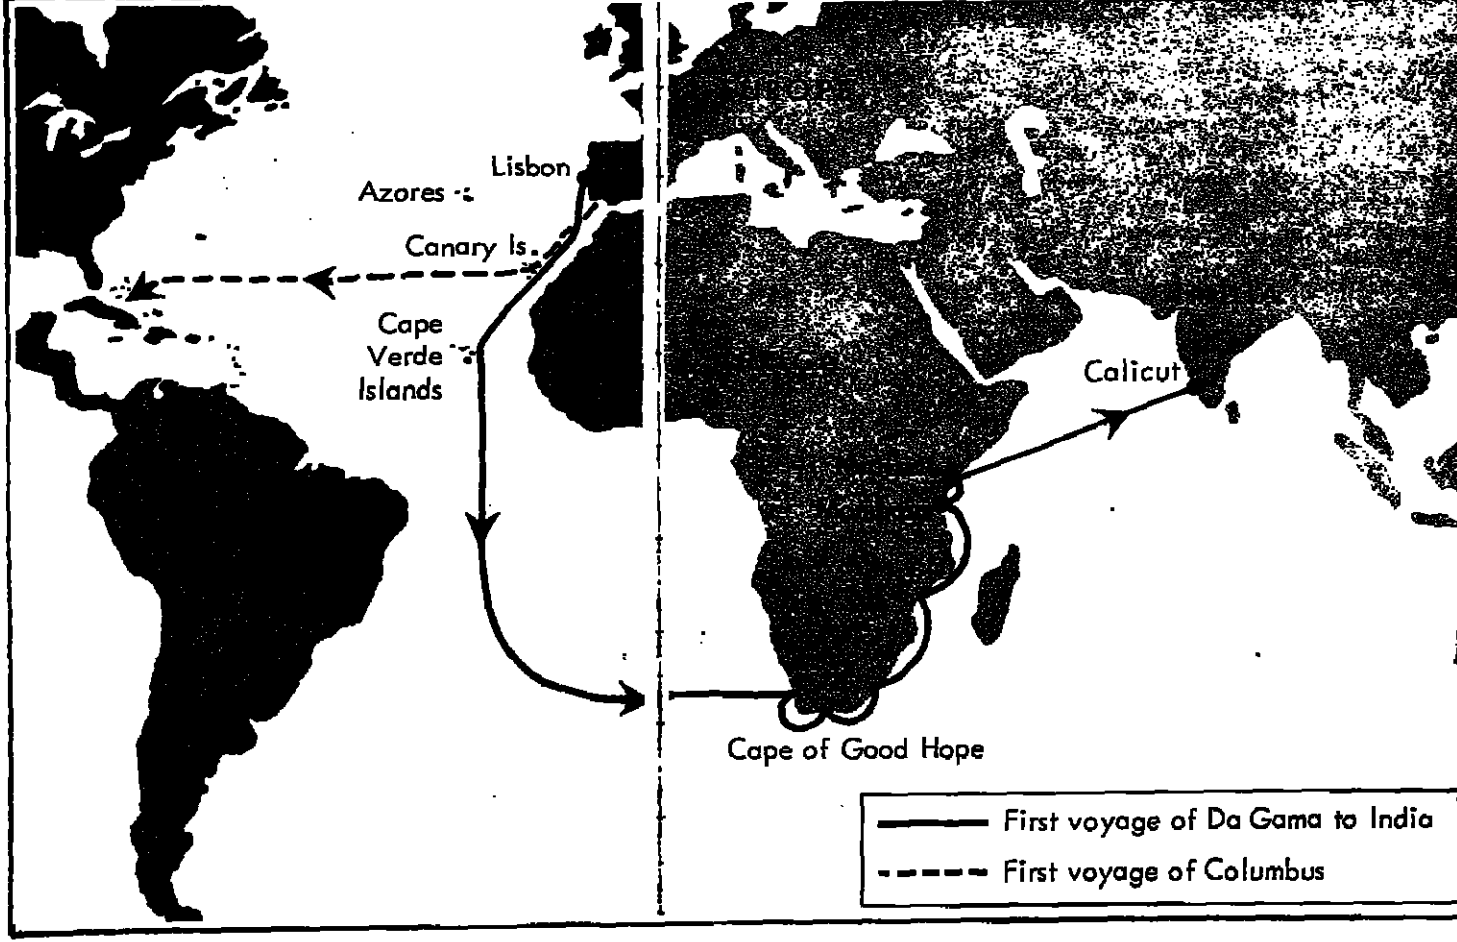 Lisbon
Azores
Canary Is.
Cape
Verde
Islands
Calicut
Cape of Good Hope
First voyage of Da Gama to India
First voyage of Columbus